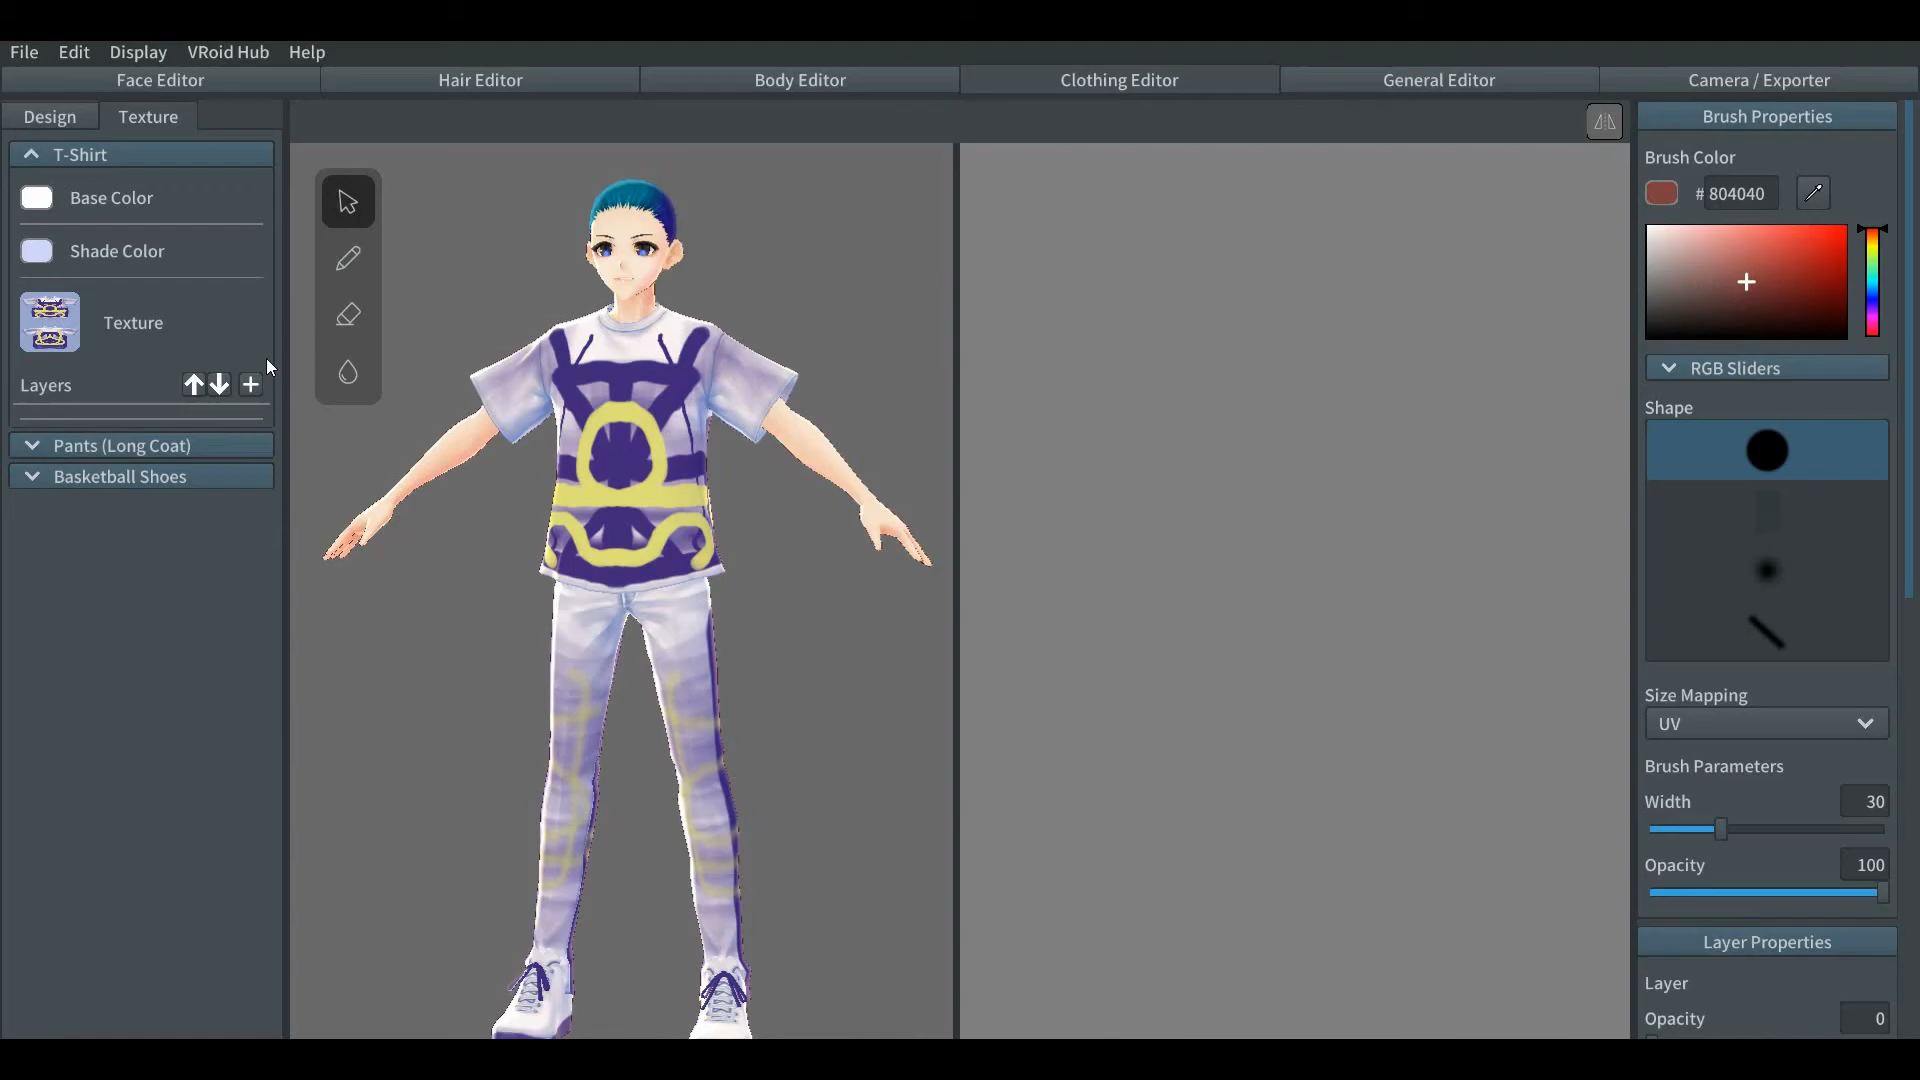 File Edit Display VRoid Hub Help
Face Editor Hair Editor Body Editor Clothing Editor General Editor Camera / Exporter
Design Texture
T-Shirt
Base Color
Shade Color
Texture
Layers
Pants (Long Coat)
Basketball Shoes
Brush Properties
Brush Color
# 804040
RGB Sliders
Shape
Size Mapping
UV
Brush Parameters
Width 30
Opacity 100
Layer Properties
Layer
Opacity 0